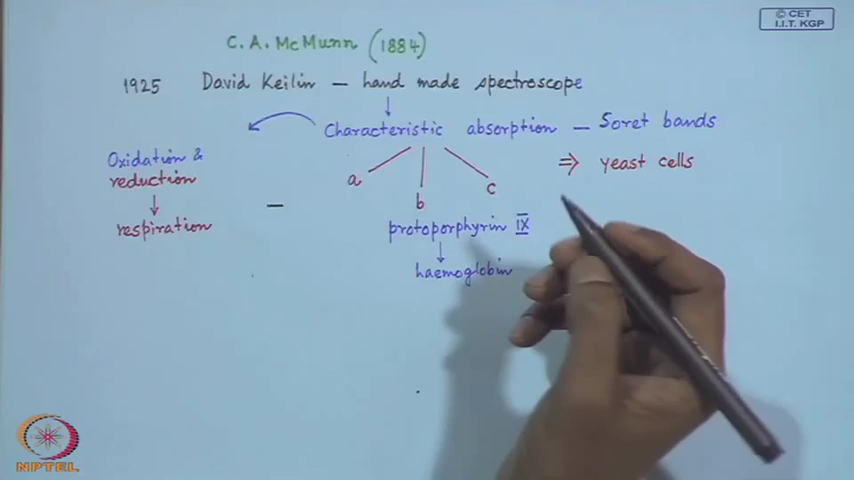 © CET
I.I.T. KGP
C. A. McMunn (1884)
1925 David Keilin – hand made spectroscope
Characteristic absorption – Soret bands
Oxidation &
reduction
⇒ yeast cells
a
b
c
respiration –
protoporphyrin IX
haemoglobin
NPTEL